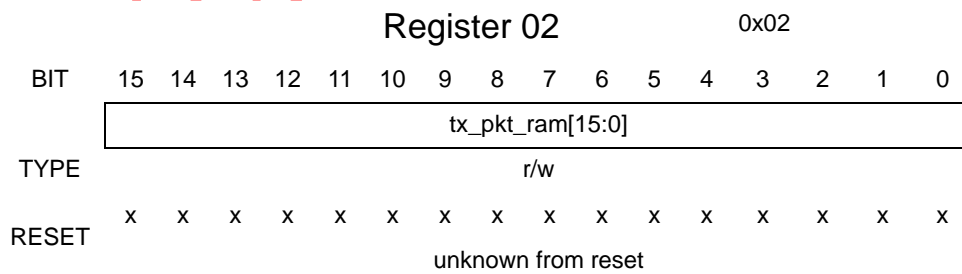 Register 02 0x02
BIT 15 14 13 12 11 10 9 8 7 6 5 4 3 2 1 0
tx_pkt_ram[15:0]
TYPE r/w
x x x x x x x x x x x x x x x x
RESET
unknown from reset